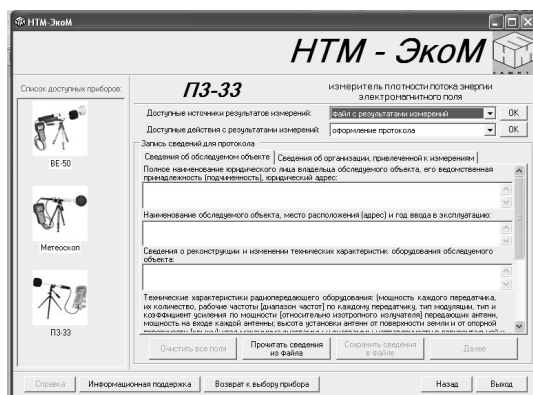 НТМ-ЭкоМ
НТМ - ЭкоМ
ЗАЩИТА
Список доступных приборов:
ВЕ-50
Метеоскоп
П3-33
П3-33
измеритель плотности потока энергии
электромагнитного поля
Доступные источники результатов измерений:
файл с результатами измерений
OK
Доступные действия с результатами измерений:
оформление протокола
OK
Запись сведений для протокола
Сведения об обследуемом объекте
Сведения об организации, привлеченной к измерениям
Полное наименование юридического лица владельца обследуемого объекта, его ведомственная
принадлежность (подчиненность), юридический адрес:
Наименование обследуемого объекта, место расположения (адрес) и год ввода в эксплуатацию:
Сведения о реконструкции и изменении технических характеристик оборудования обследуемого
объекта:
Технические характеристики радиопередающего оборудования: (мощность каждого передатчика,
их количество, рабочие частоты (диапазон частот) по каждому передатчику, тип модуляции, тип и
коэффициент усиления по мощности (относительно изотропного излучателя) передающих антенн,
мощность на входе каждой антенны; высота установки антенн от поверхности земли и от опорной
Очистить все поля
Прочитать сведения
из файла
Сохранить сведения
в файле
Далее
Справка
Информационная поддержка
Возврат к выбору прибора
Назад
Выход